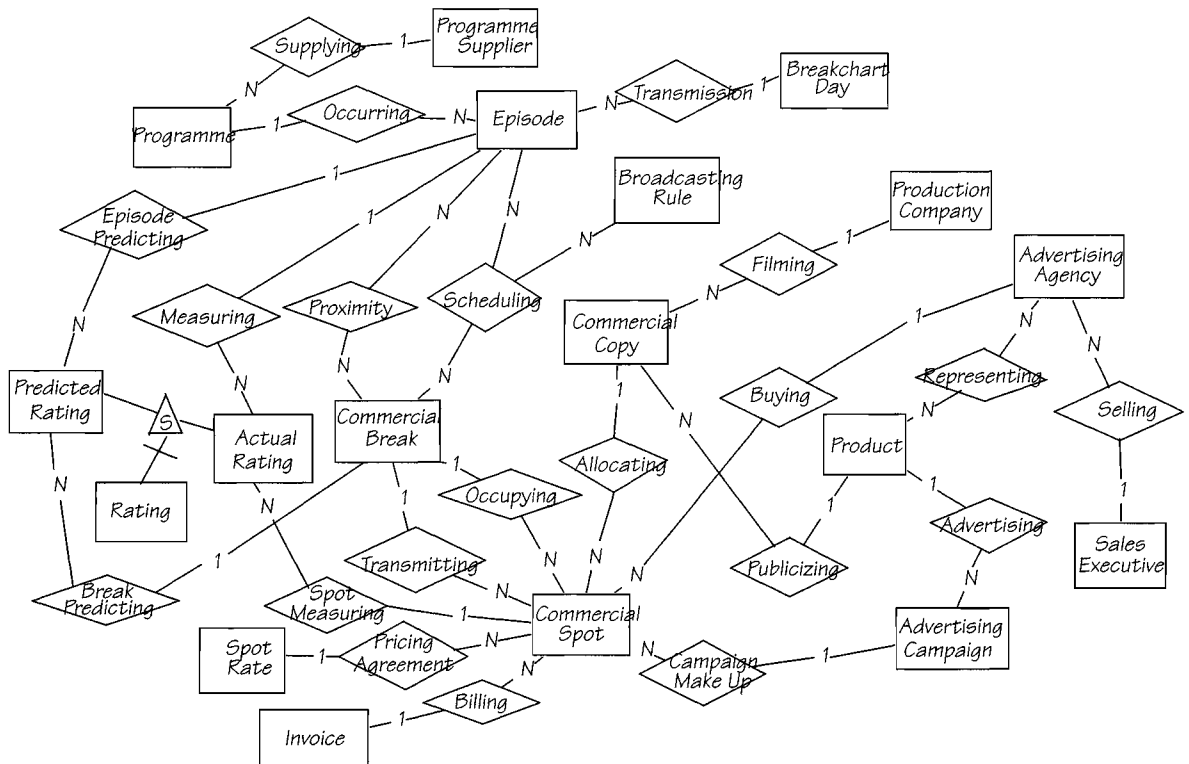 Programme
Supplier
1
Supplying
N
Programme
1
Occurring
N
Episode
N
Transmission
1
Breakchart
Day
Broadcasting
Rule
Production
Company
1
Filming
N
Episode
Predicting
1
N
Measuring
1
N
Proximity
N
N
Scheduling
N
N
N
Commercial
Copy
Advertising
Agency
1
Buying
N
N
Representing
N
N
Selling
1
Sales
Executive
Predicted
Rating
S
Rating
Actual
Rating
Commercial
Break
1
Occupying
N
1
Allocating
N
N
Publicizing
1
Product
1
Advertising
N
Advertising
Campaign
N
Break
Predicting
1
N
Spot
Measuring
1
1
Transmitting
N
Commercial
Spot
Spot
Rate
1
Pricing
Agreement
N
N
Campaign
Make Up
1
Invoice
1
Billing
N